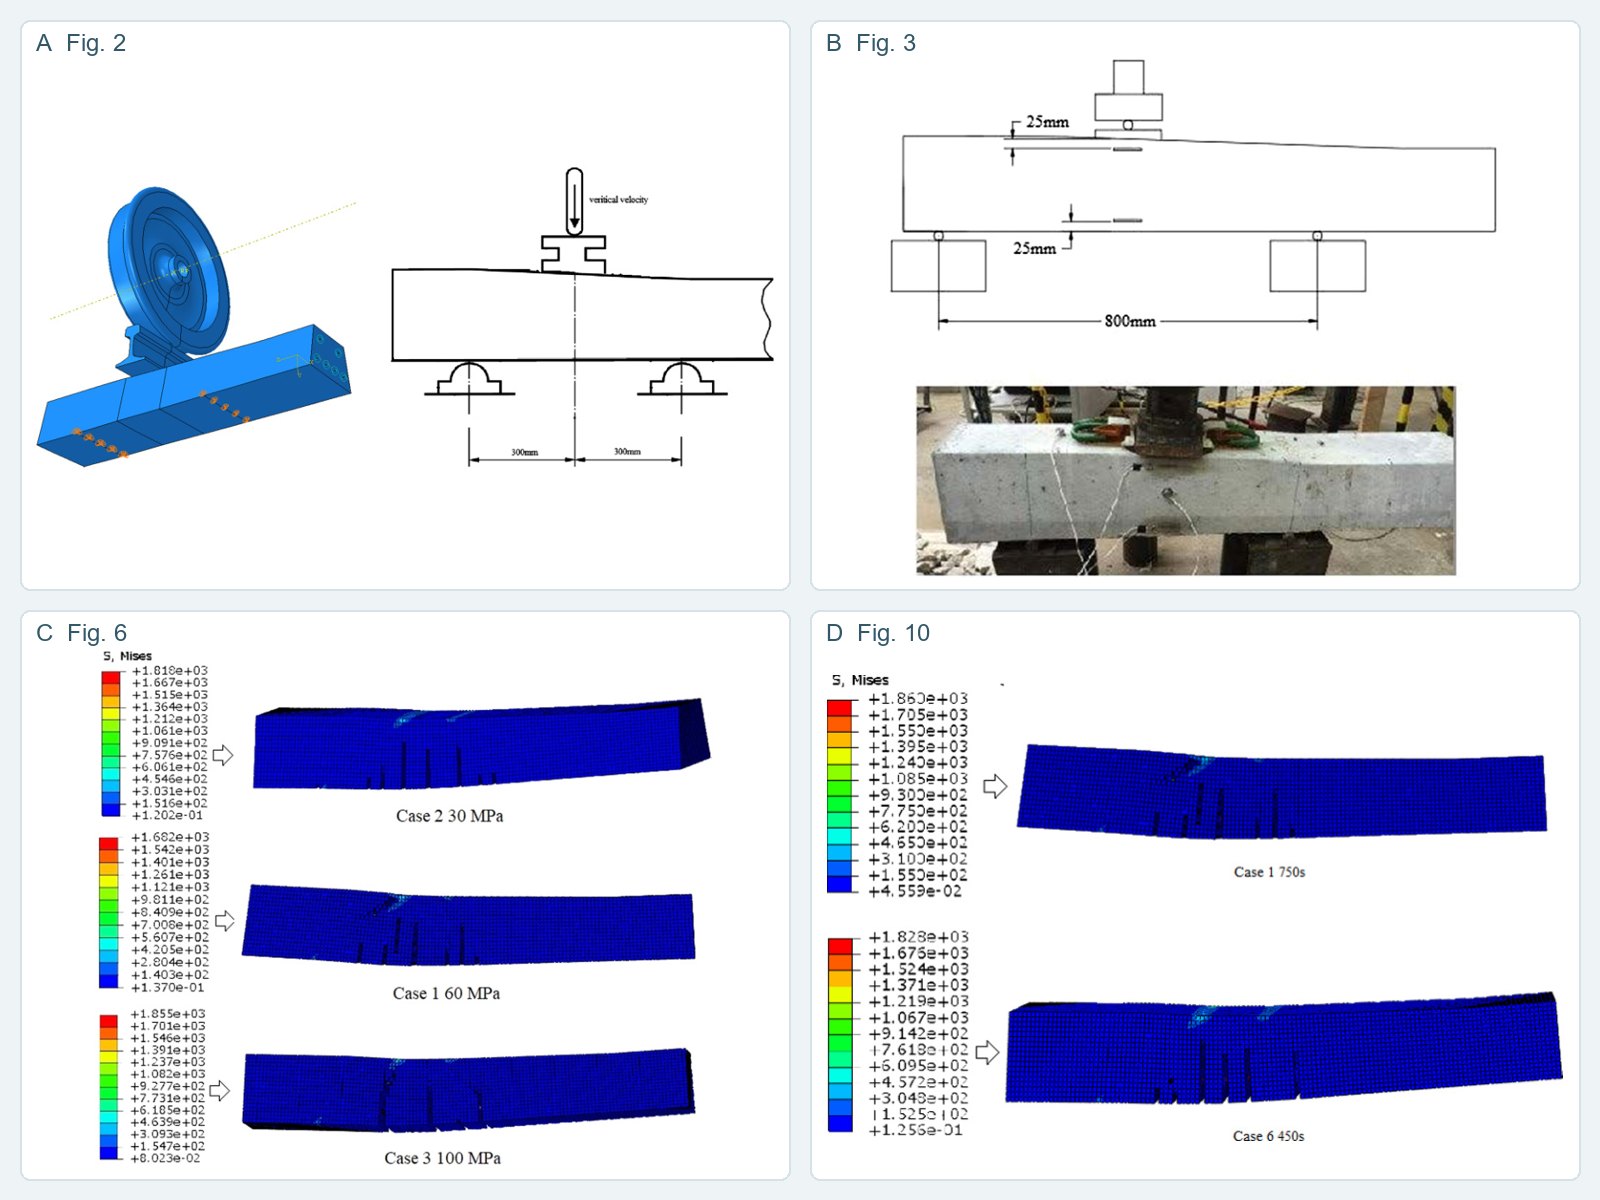 A Fig. 2
veritical velocity
300mm
300mm
B Fig. 3
25mm
25mm
800mm
C Fig. 6
S, Mises
+1.818e+03
+1.667e+03
+1.515e+03
+1.364e+03
+1.212e+03
+1.061e+03
+9.091e+02
+7.576e+02
+6.061e+02
+4.546e+02
+3.031e+02
+1.516e+02
+1.202e-01
Case 2 30 MPa
+1.682e+03
+1.542e+03
+1.401e+03
+1.261e+03
+1.121e+03
+9.811e+02
+8.409e+02
+7.008e+02
+5.607e+02
+4.205e+02
+2.804e+02
+1.403e+02
+1.370e-01
Case 1 60 MPa
+1.855e+03
+1.701e+03
+1.546e+03
+1.391e+03
+1.237e+03
+1.082e+03
+9.277e+02
+7.731e+02
+6.185e+02
+4.639e+02
+3.093e+02
+1.547e+02
+8.023e-02
Case 3 100 MPa
D Fig. 10
S, Mises
+1.860e+03
+1.705e+03
+1.550e+03
+1.395e+03
+1.240e+03
+1.085e+03
+9.300e+02
+7.750e+02
+6.200e+02
+4.650e+02
+3.100e+02
+1.550e+02
+4.559e-02
Case 1 750s
+1.828e+03
+1.676e+03
+1.524e+03
+1.371e+03
+1.219e+03
+1.067e+03
+9.142e+02
+7.618e+02
+6.095e+02
+4.572e+02
+3.048e+02
+1.525e+02
+1.256e-01
Case 6 450s